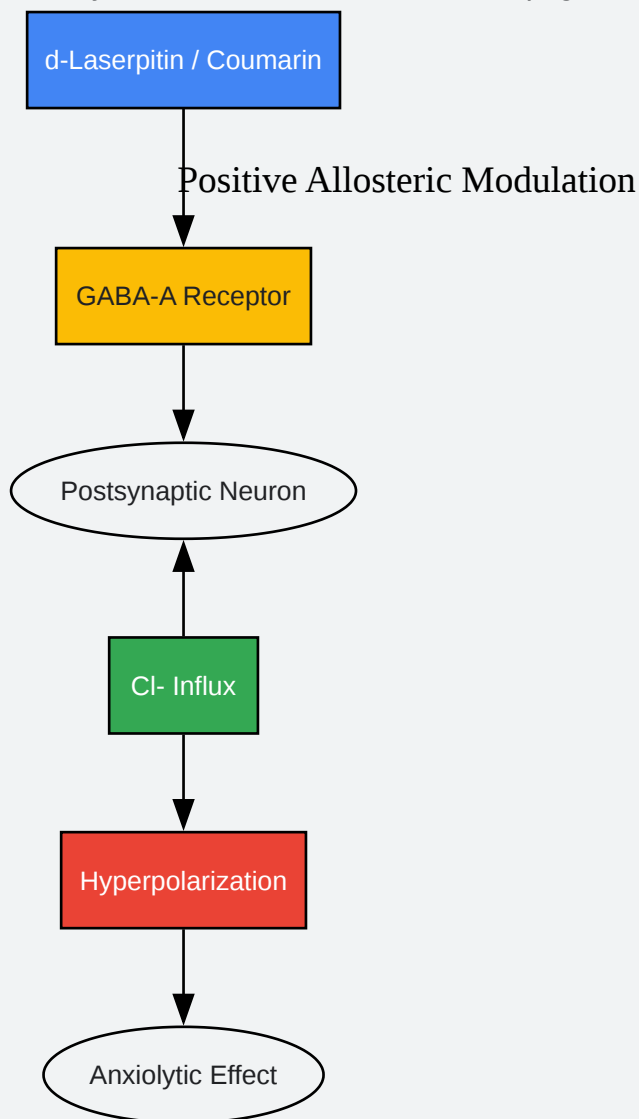 d-Laserpitin / Coumarin
Positive Allosteric Modulation
GABA-A Receptor
Postsynaptic Neuron
Cl- Influx
Hyperpolarization
Anxiolytic Effect